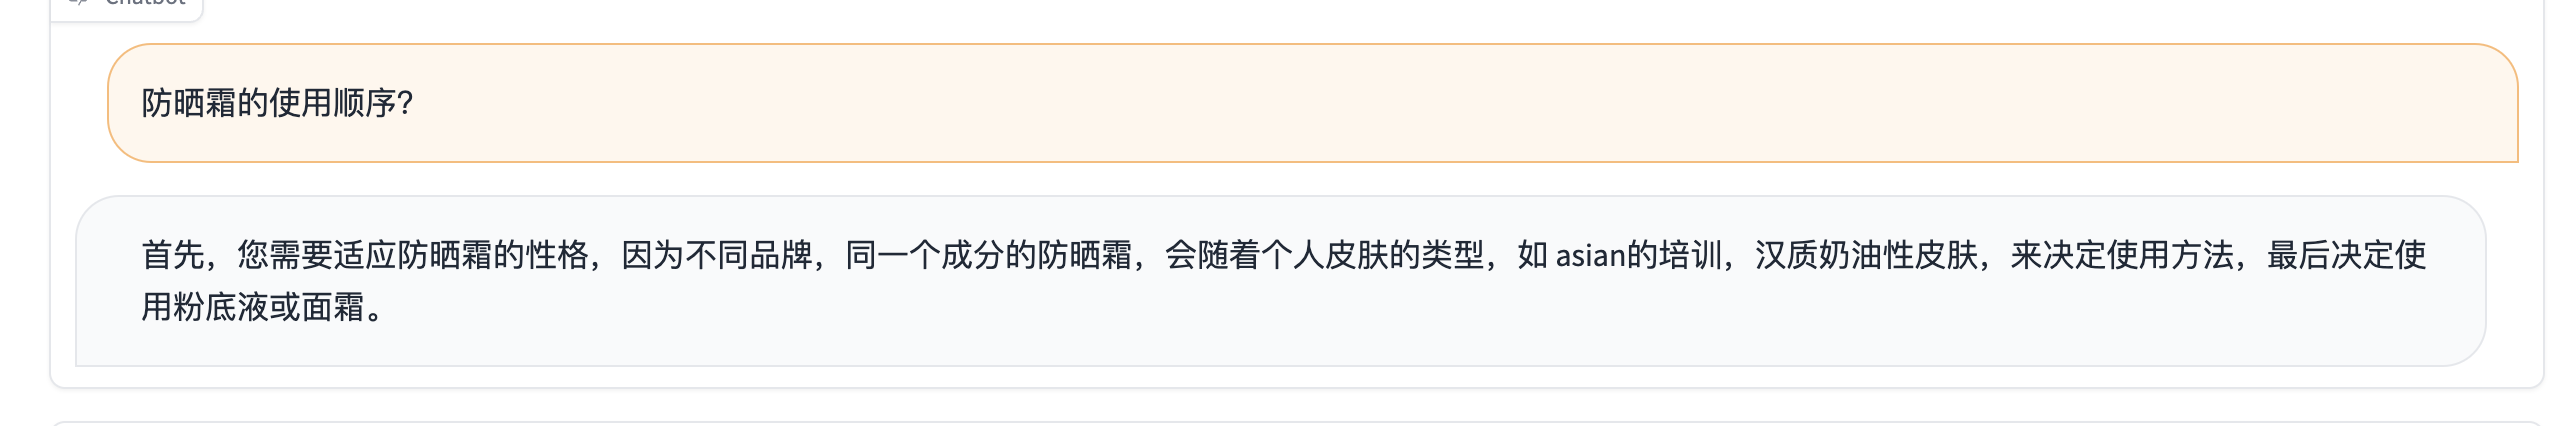 Chatbot
防晒霜的使用顺序?
首先，您需要适应防晒霜的性格，因为不同品牌，同一个成分的防晒霜，会随着个人皮肤的类型，如 asian的培训，汉质奶油性皮肤，来决定使用方法，最后决定使
用粉底液或面霜。